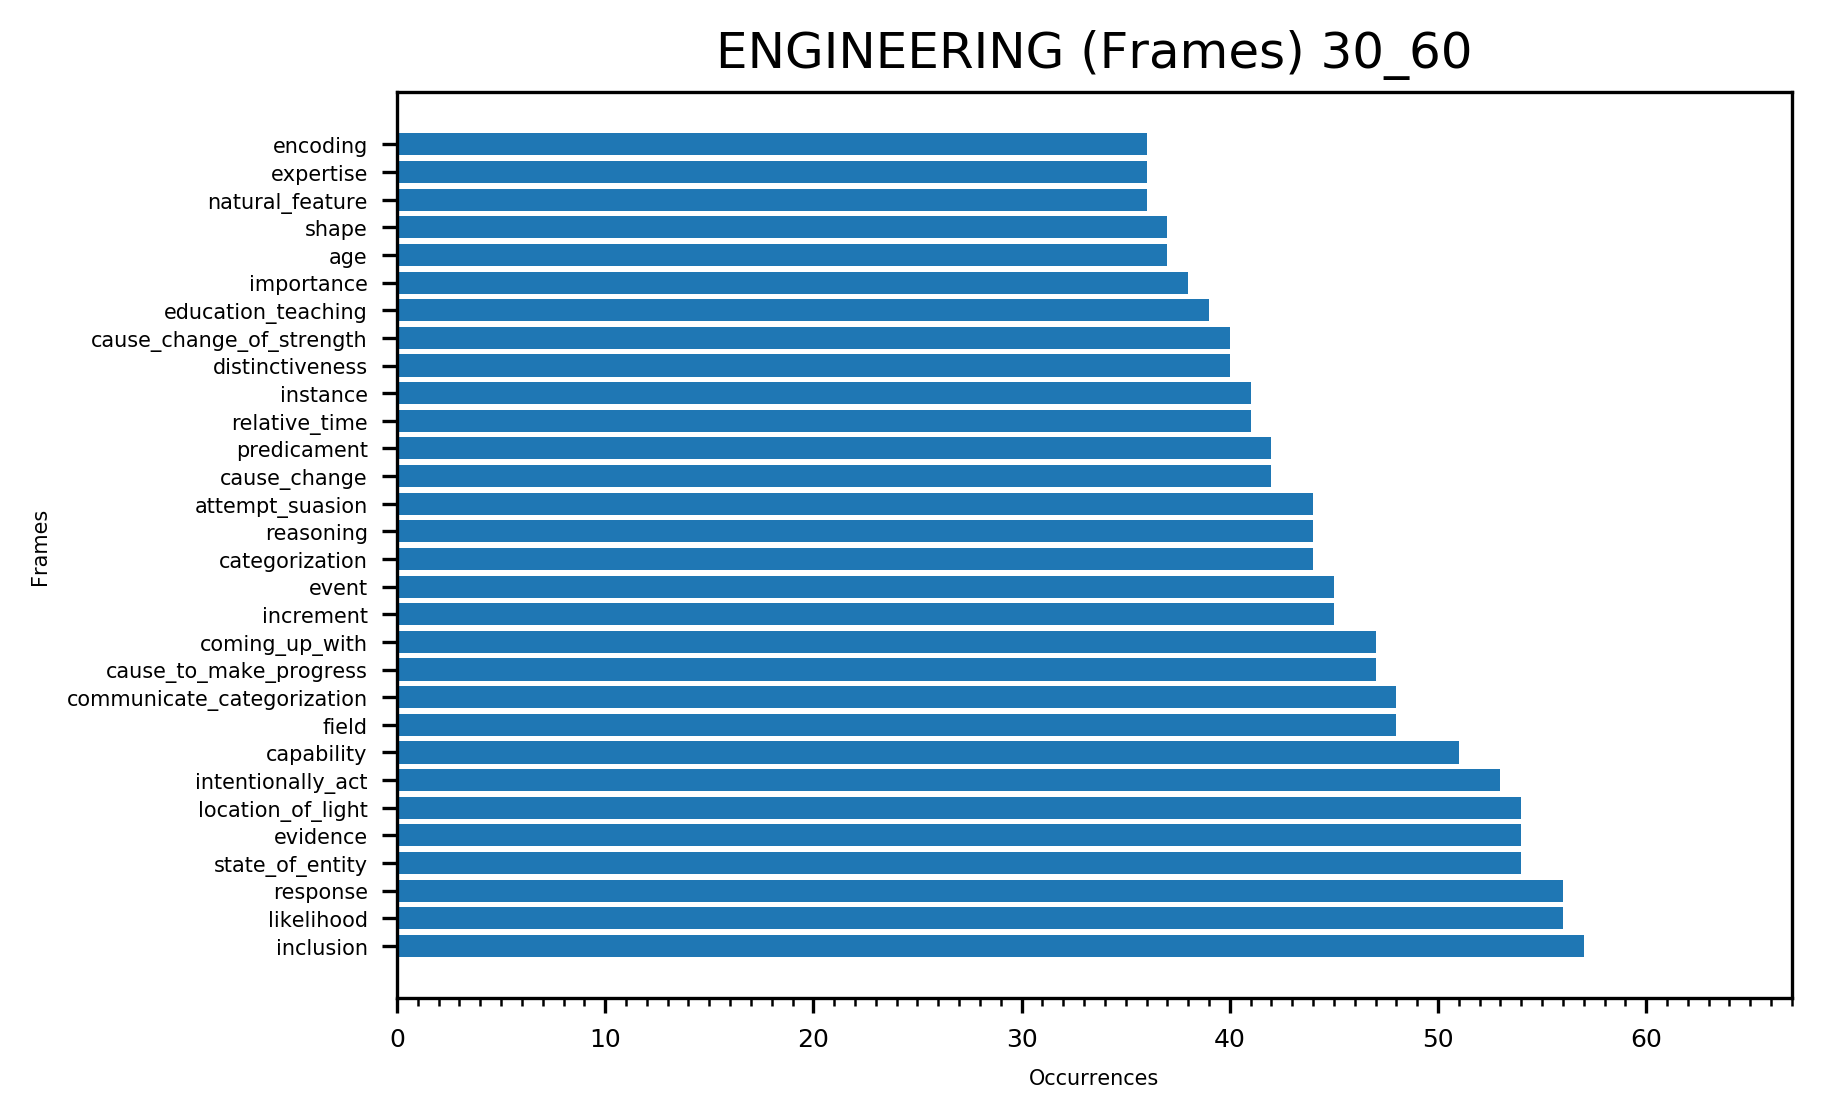 ENGINEERING (Frames) 30_60
encoding
expertise
natural_feature
shape
age
importance
education_teaching
cause_change_of_strength
distinctiveness
instance
relative_time
predicament
cause_change
attempt_suasion
reasoning
categorization
event
increment
coming_up_with
cause_to_make_progress
communicate_categorization
field
capability
intentionally_act
location_of_light
evidence
state_of_entity
response
likelihood
inclusion
Frames
0 10 20 30 40 50 60
Occurrences